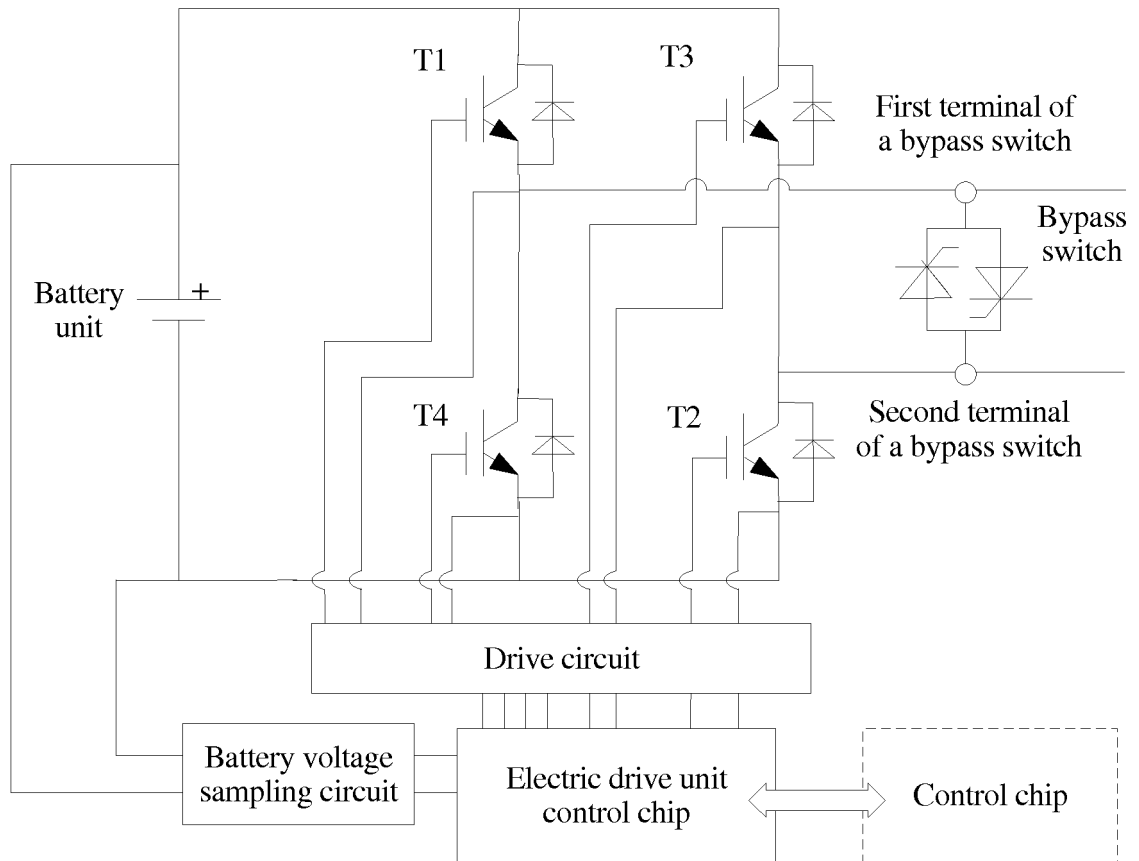 T1
T3
First terminal of
a bypass switch
Bypass
switch
Battery
unit
+
T4
T2
Second terminal
of a bypass switch
Drive circuit
Battery voltage
sampling circuit
Electric drive unit
control chip
Control chip